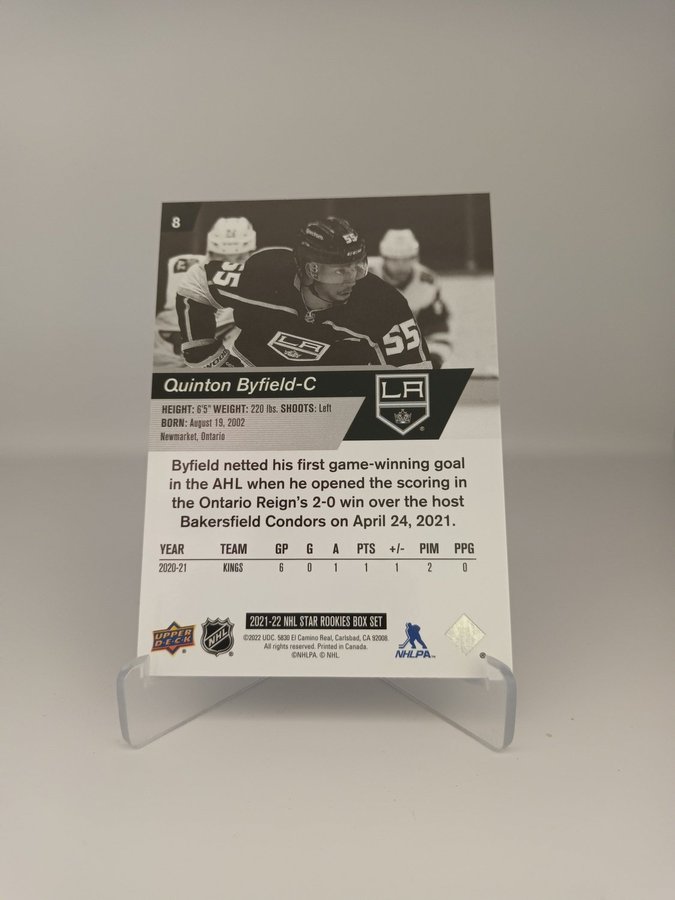 8
55
55
55
LA
Quinton Byfield-C
LA
HEIGHT: 6'5" WEIGHT: 220 lbs. SHOOTS: Left
BORN: August 19, 2002
Newmarket, Ontario
®
Byfield netted his first game-winning goal
in the AHL when he opened the scoring in
the Ontario Reign's 2-0 win over the host
Bakersfield Condors on April 24, 2021.
YEAR TEAM GP G A PTS +/- PIM PPG
2020-21 KINGS 6 0 1 1 1 2 0
2021-22 NHL STAR ROOKIES BOX SET
UPPER
DECK
NHL
©2022 UDC. 5830 El Camino Real, Carlsbad, CA 92008.
All rights reserved. Printed in Canada.
©NHLPA. © NHL.
NHLPA™
®